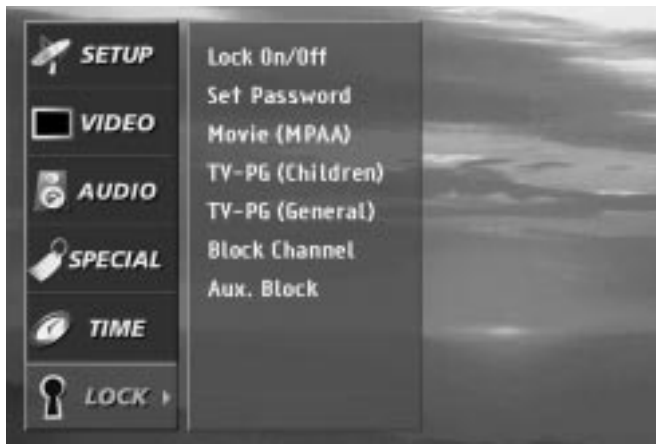 SETUP
VIDEO
AUDIO
SPECIAL
TIME
LOCK
Lock On/Off
Set Password
Movie (MPAA)
TV-PG (Children)
TV-PG (General)
Block Channel
Aux. Block